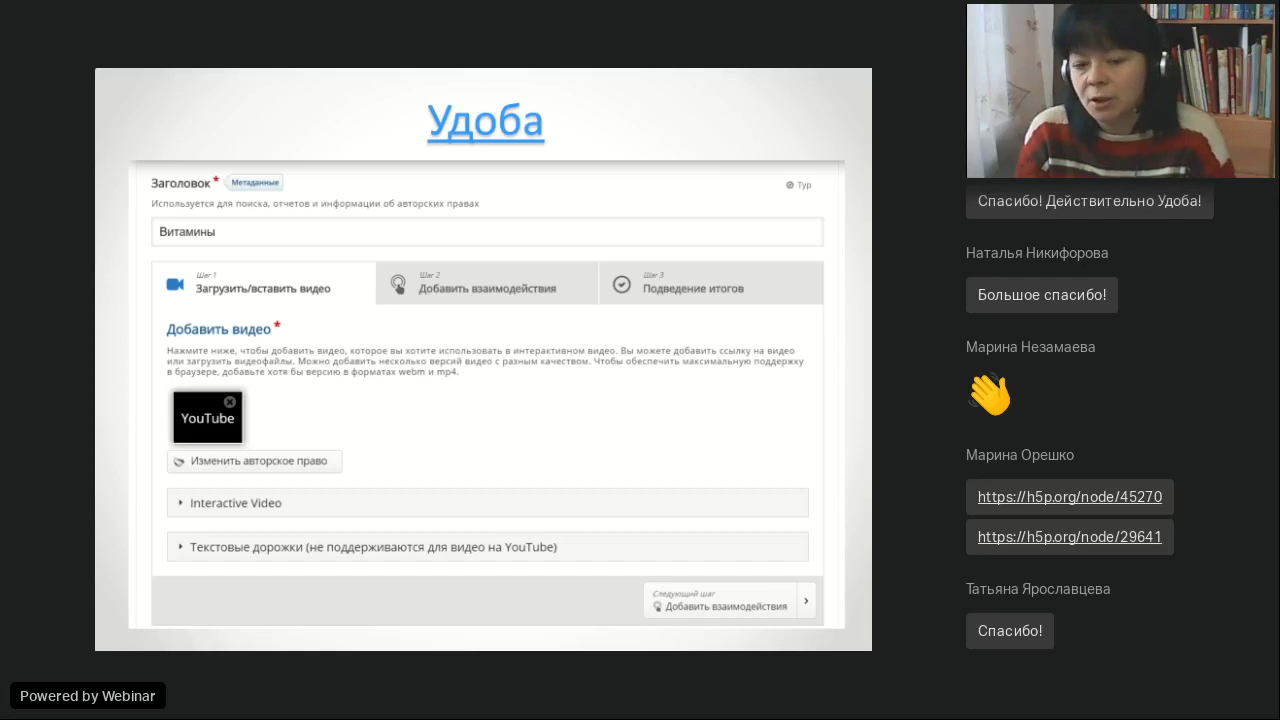 Удоба
Заголовок * Метаданные
Тур
Используется для поиска, отчетов и информации об авторских правах
Витамины
Шаг 1
Загрузить/вставить видео
Шаг 2
Добавить взаимодействия
Шаг 3
Подведение итогов
Добавить видео *
Нажмите ниже, чтобы добавить видео, которое вы хотите использовать в интерактивном видео. Вы можете добавить ссылку на видео
или загрузить видеофайлы. Можно добавить несколько версий видео с разным качеством. Чтобы обеспечить максимальную поддержку
в браузере, добавьте хотя бы версию в форматах webm и mp4.
YouTube
Изменить авторское право
Interactive Video
Текстовые дорожки (не поддерживаются для видео на YouTube)
Следующий шаг
Добавить взаимодействия
Спасибо! Действительно Удоба!
Наталья Никифорова
Большое спасибо!
Марина Незамаева
Марина Орешко
https://h5p.org/node/45270
https://h5p.org/node/29641
Татьяна Ярославцева
Спасибо!
Powered by Webinar